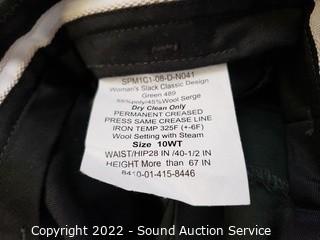 SPM1C1-08-D-N041
Woman's Slack Classic Design
Green 489
55%poly/45%Wool Serge
Dry Clean Only
PERMANENT CREASED
PRESS SAME CREASE LINE
IRON TEMP 325F (+-6F)
Wool Setting with Steam
Size 10WT
WAIST/HIP28 IN /40-1/2 IN
HEIGHT More than 67 IN
8410-01-415-8446
Copyright 2022 - Sound Auction Service